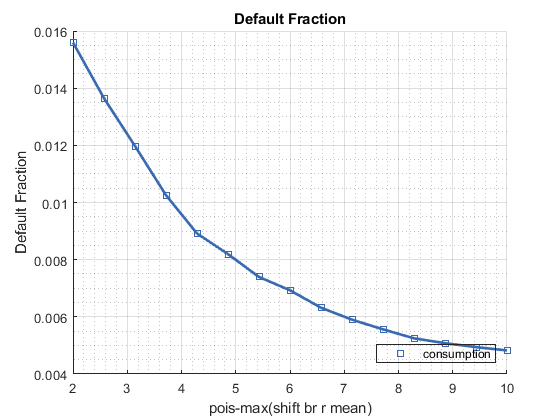 Default Fraction
0.016
0.014
0.012
0.01
0.008
0.006
0.004
Default Fraction
consumption
2 3 4 5 6 7 8 9 10
pois-max(shift br r mean)